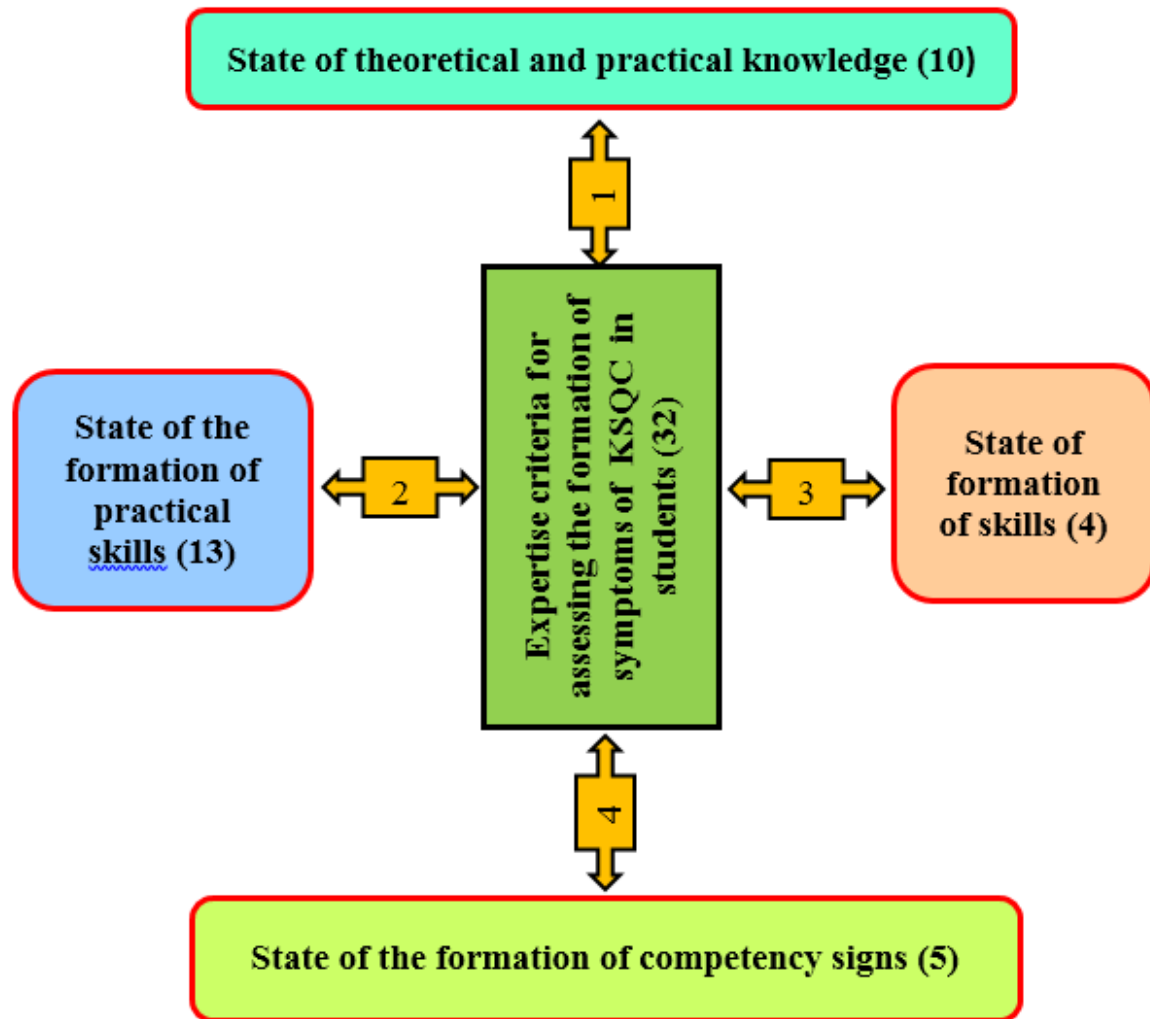 State of theoretical and practical knowledge (10)
1
Expertise criteria for
assessing the formation of
symptoms of KSQC in
students (32)
State of the
formation of
practical
skills (13)
2
3
State of
formation
of skills (4)
4
State of the formation of competency signs (5)